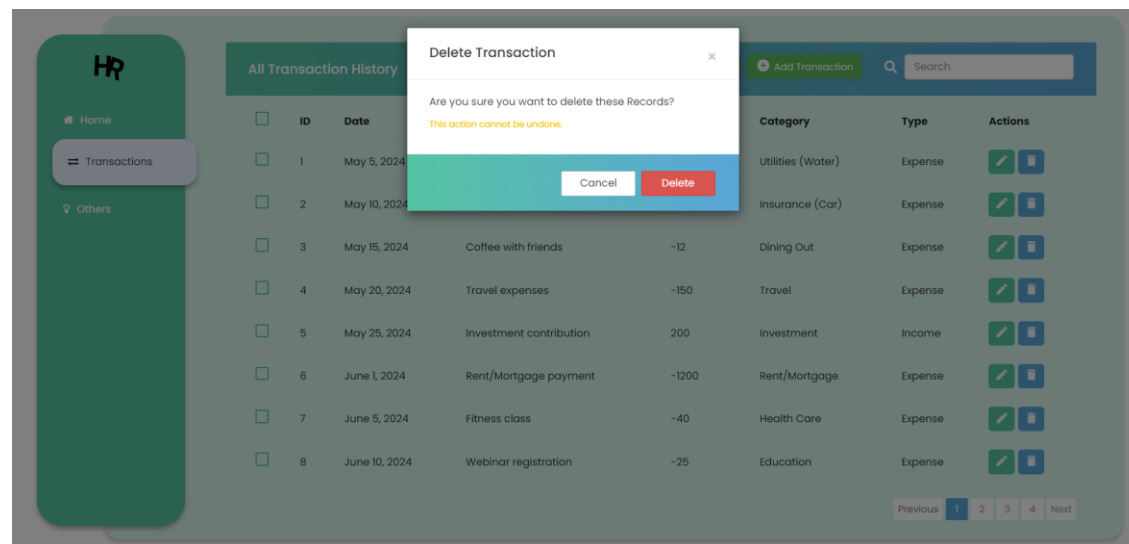 HR
Home
Transactions
Others
All Transaction History
Add Transaction
Search
Delete Transaction
×
Are you sure you want to delete these Records?
This action cannot be undone.
Cancel
Delete
ID Date Category Type Actions
1 May 5, 2024 Utilities (Water) Expense
2 May 10, 2024 Insurance (Car) Expense
3 May 15, 2024 Coffee with friends -12 Dining Out Expense
4 May 20, 2024 Travel expenses -150 Travel Expense
5 May 25, 2024 Investment contribution 200 Investment Income
6 June 1, 2024 Rent/Mortgage payment -1200 Rent/Mortgage Expense
7 June 5, 2024 Fitness class -40 Health Care Expense
8 June 10, 2024 Webinar registration -25 Education Expense
Previous 1 2 3 4 Next